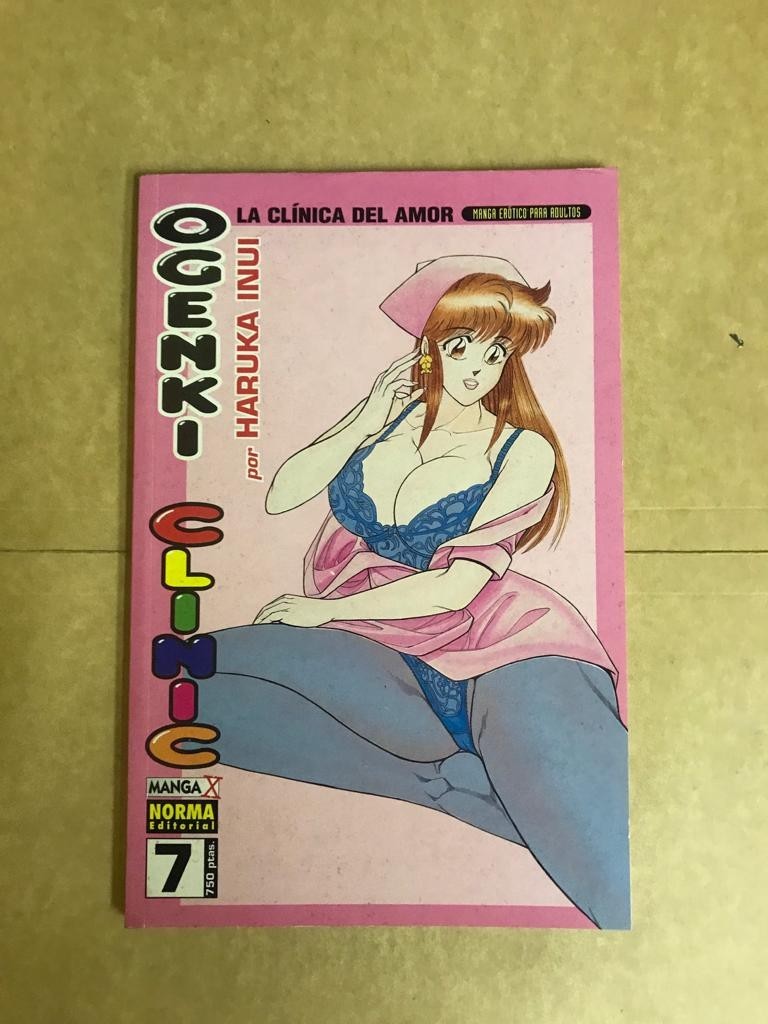 LA CLÍNICA DEL AMOR
MANGA ERÓTICO PARA ADULTOS
OGENKI
CLINIC
por HARUKA INUI
MANGA X
NORMA
Editorial
7
750 ptas.